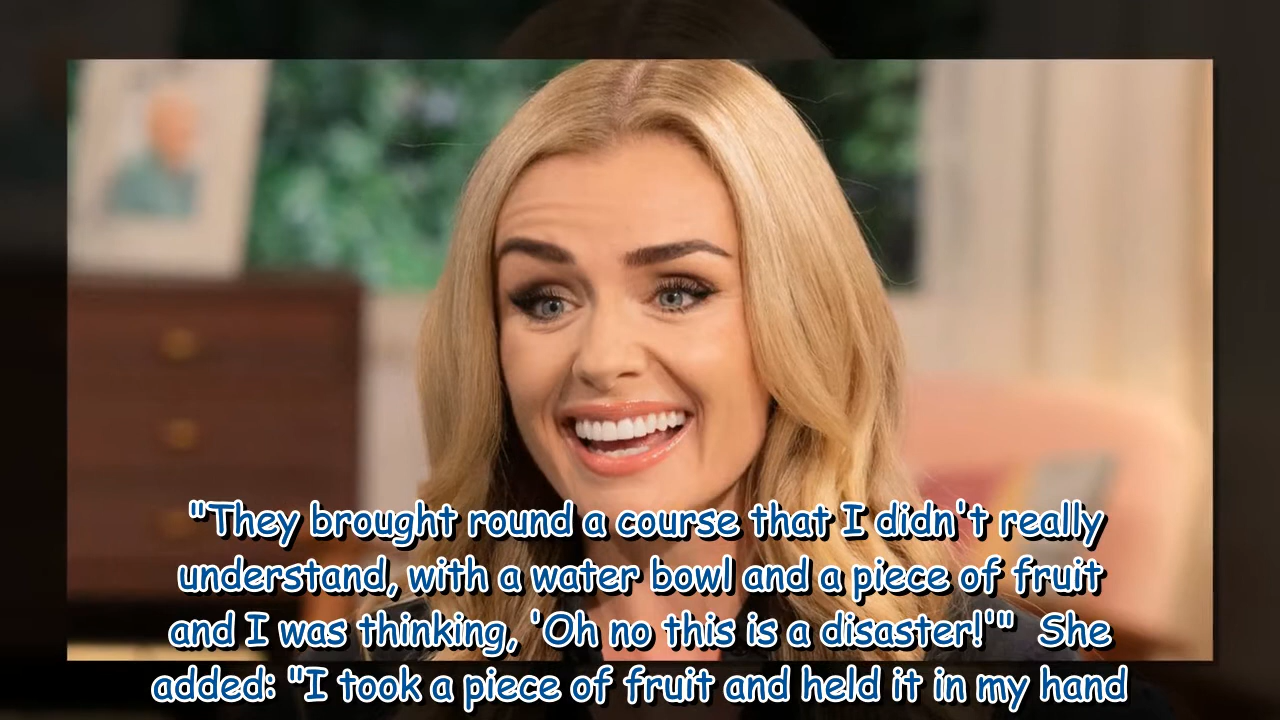 "They brought round a course that I didn't really
understand, with a water bowl and a piece of fruit
and I was thinking, 'Oh no this is a disaster!'"  She
added: "I took a piece of fruit and held it in my hand